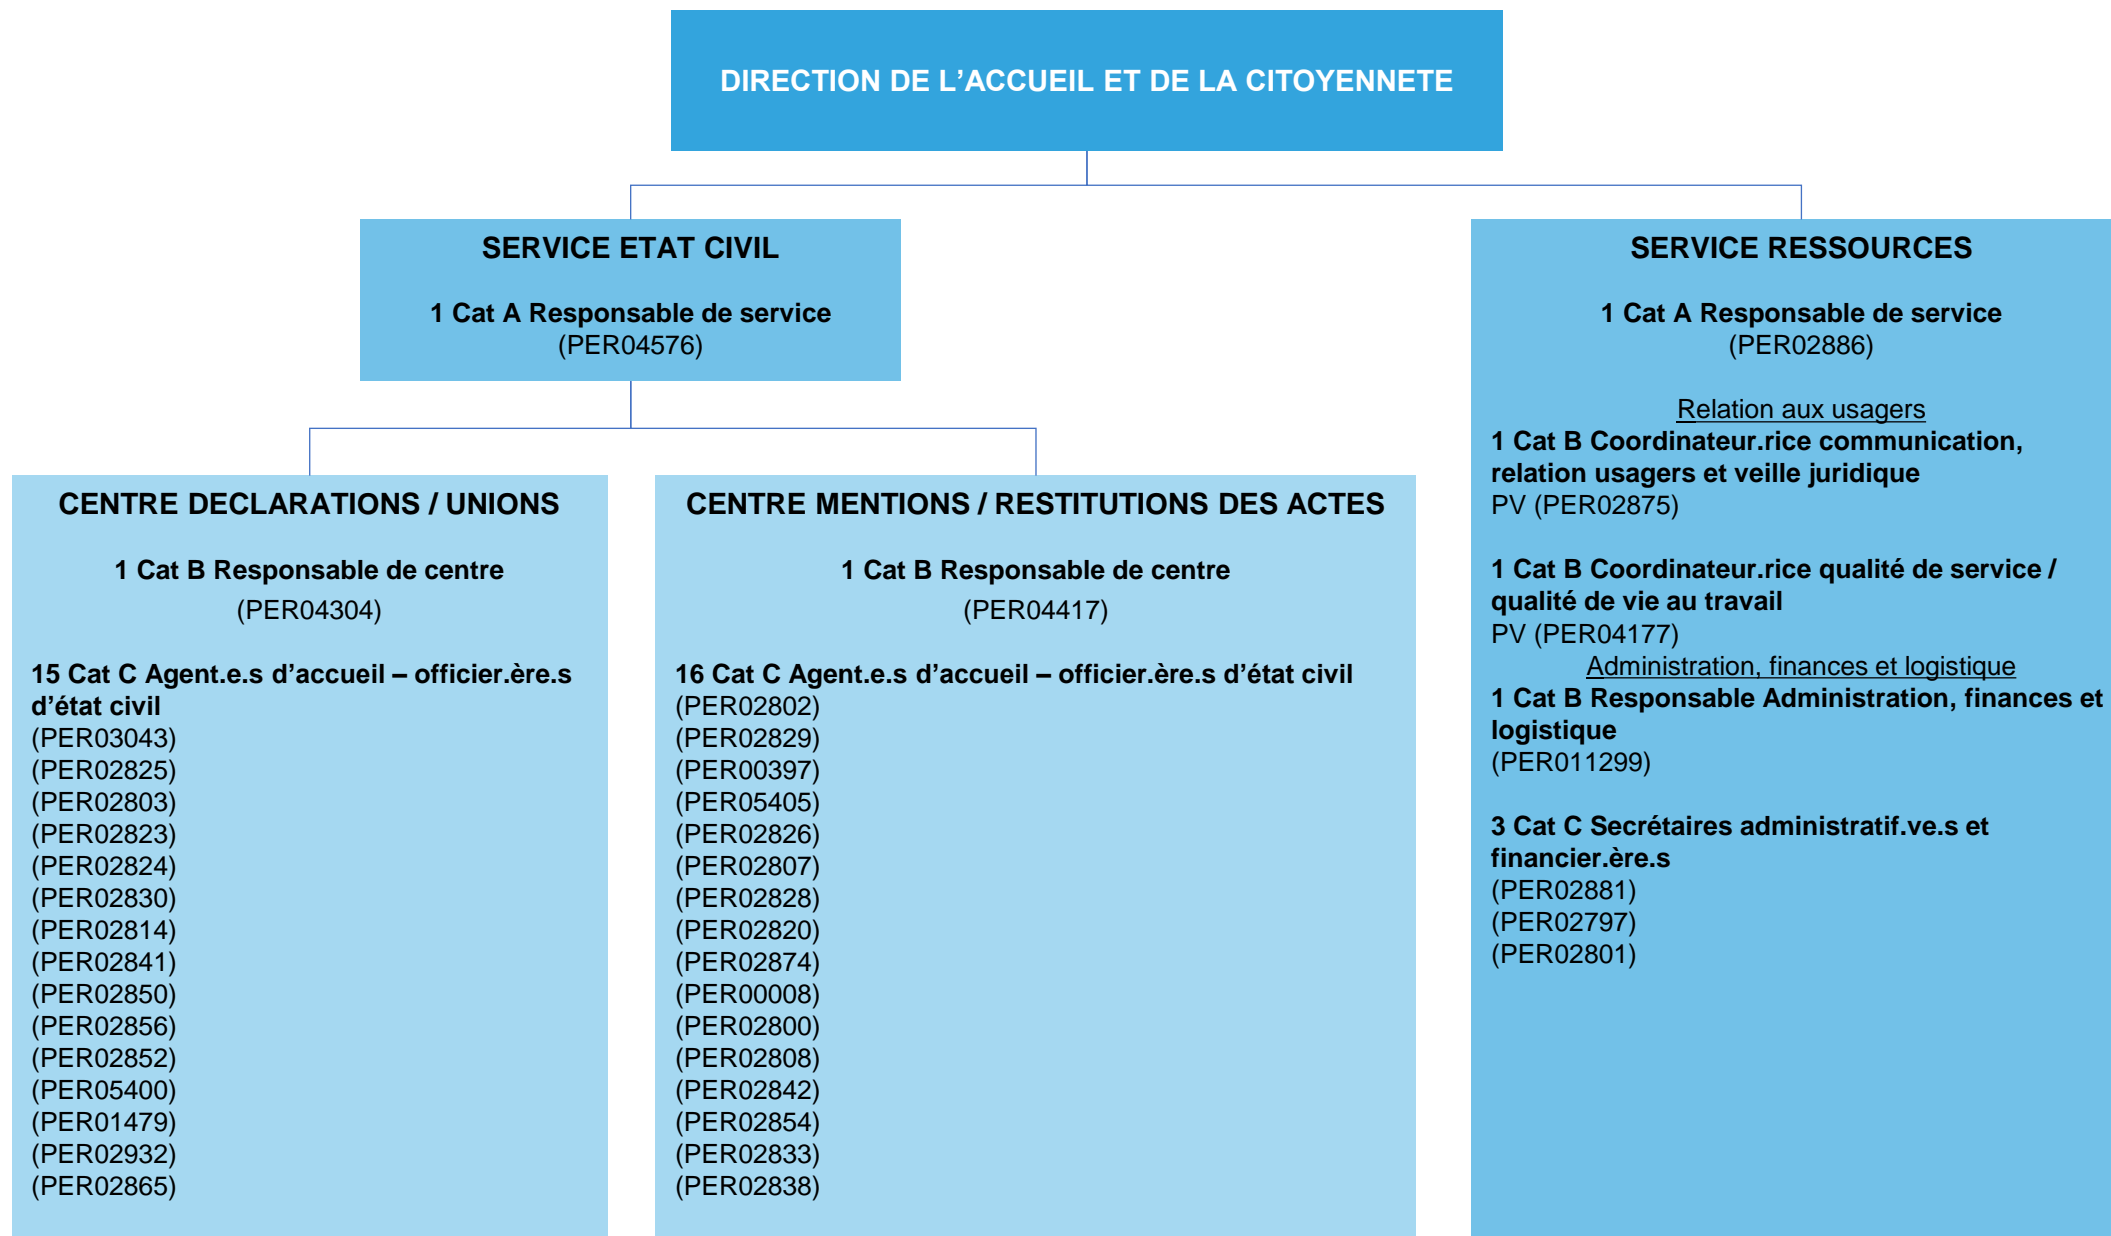 DIRECTION DE L’ACCUEIL ET DE LA CITOYENNETE
SERVICE ETAT CIVIL
1 Cat A Responsable de service
(PER04576)
CENTRE DECLARATIONS / UNIONS
1 Cat B Responsable de centre
(PER04304)
15 Cat C Agent.e.s d’accueil – officier.ère.s
d’état civil
(PER03043)
(PER02825)
(PER02803)
(PER02823)
(PER02824)
(PER02830)
(PER02814)
(PER02841)
(PER02850)
(PER02856)
(PER02852)
(PER05400)
(PER01479)
(PER02932)
(PER02865)
CENTRE MENTIONS / RESTITUTIONS DES ACTES
1 Cat B Responsable de centre
(PER04417)
16 Cat C Agent.e.s d’accueil – officier.ère.s d’état civil
(PER02802)
(PER02829)
(PER00397)
(PER05405)
(PER02826)
(PER02807)
(PER02828)
(PER02820)
(PER02874)
(PER00008)
(PER02800)
(PER02808)
(PER02842)
(PER02854)
(PER02833)
(PER02838)
SERVICE RESSOURCES
1 Cat A Responsable de service
(PER02886)
Relation aux usagers
1 Cat B Coordinateur.rice communication,
relation usagers et veille juridique
PV (PER02875)
1 Cat B Coordinateur.rice qualité de service /
qualité de vie au travail
PV (PER04177)
Administration, finances et logistique
1 Cat B Responsable Administration, finances et
logistique
(PER011299)
3 Cat C Secrétaires administratif.ve.s et
financier.ère.s
(PER02881)
(PER02797)
(PER02801)